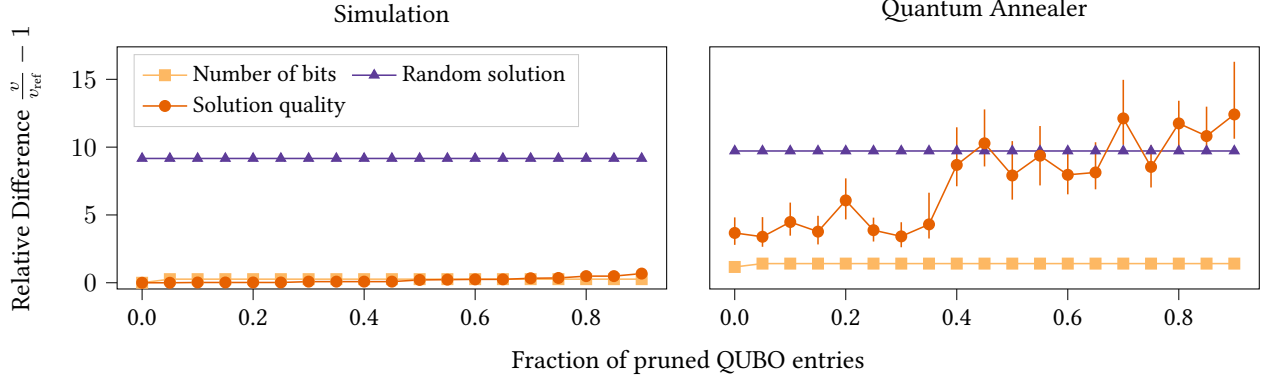 Simulation
Quantum Annealer
Relative Difference v/v_ref − 1
Number of bits
Random solution
Solution quality
15
10
5
0
0.0 0.2 0.4 0.6 0.8
0.0 0.2 0.4 0.6 0.8
Fraction of pruned QUBO entries